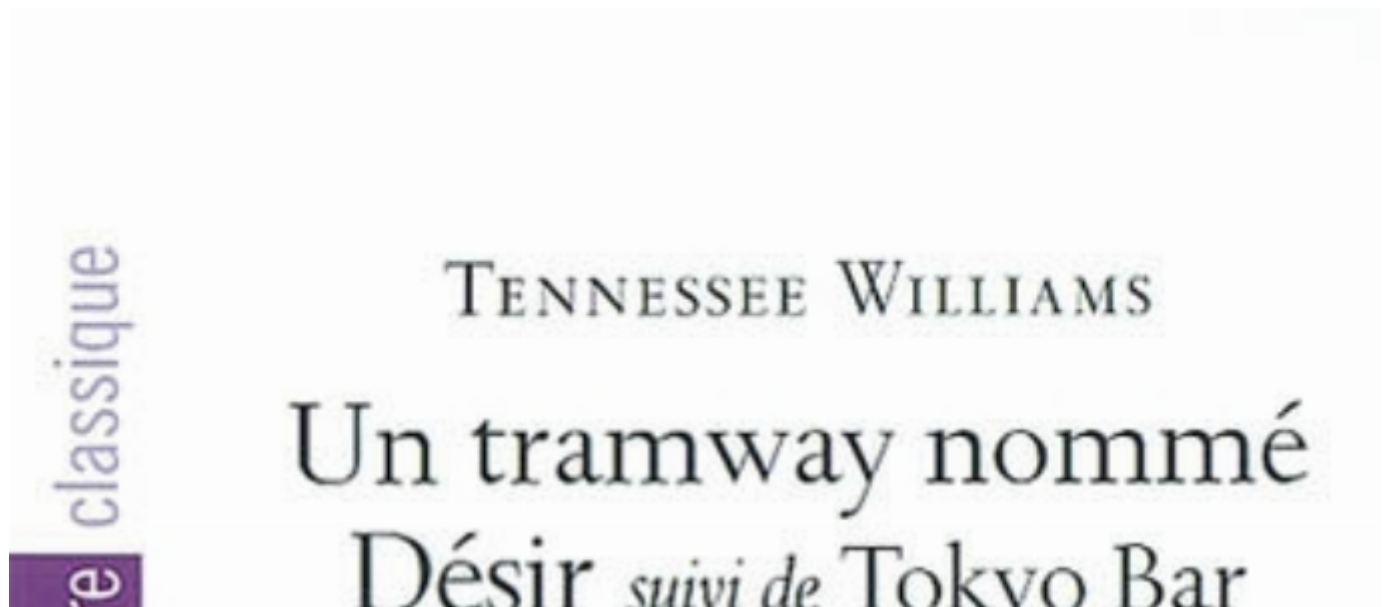 TENNESSEE WILLIAMS
Un tramway nommé
Désir suivi de Tokyo Bar
classique